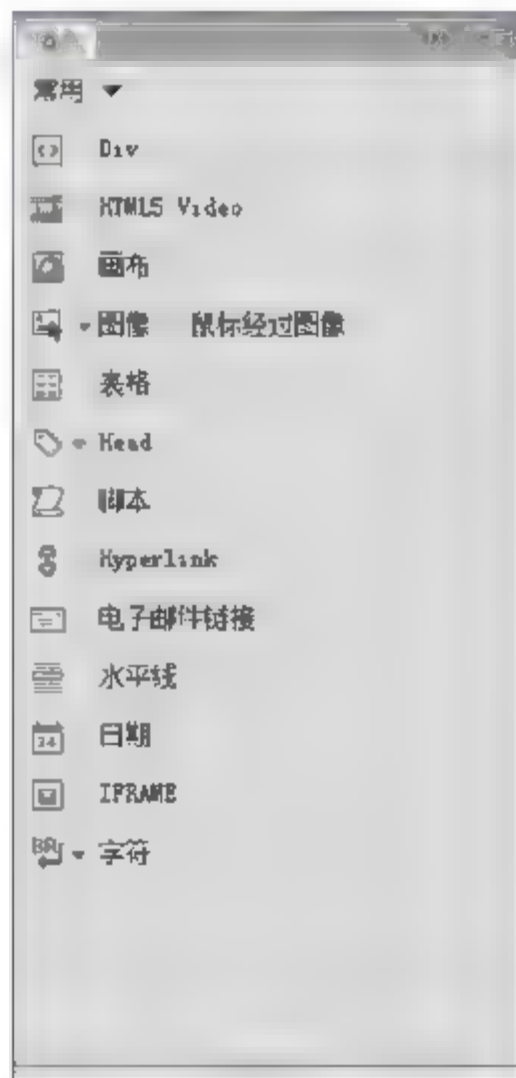 常用
Div
HTML5 Video
画布
图像 鼠标经过图像
表格
Head
脚本
Hyperlink
电子邮件链接
水平线
日期
IFRAME
字符